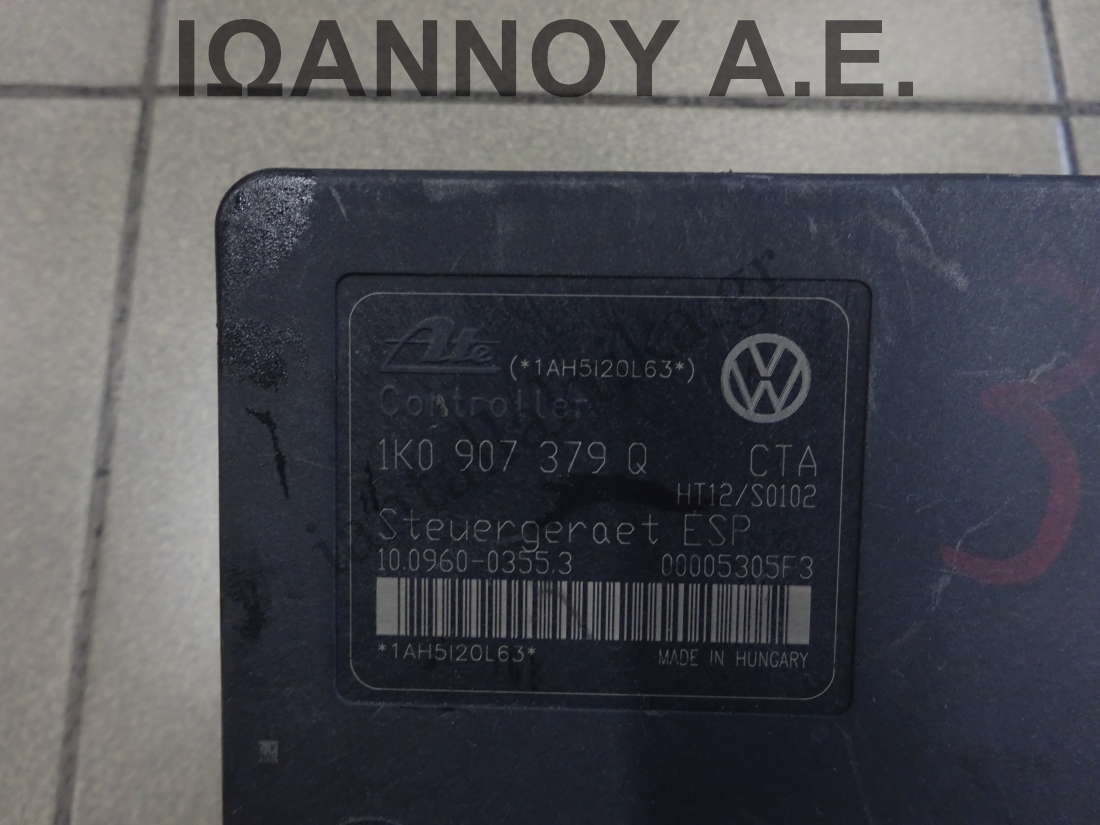 ΙΩΑΝΝΟΥ Α.Ε.
Ate (*1AH5I20L63*)
Controller
1K0 907 379 Q CTA
HT12/S0102
Steuergeraet ESP
10.0960-0355.3 00005305F3
*1AH5I20L63* MADE IN HUNGARY
3